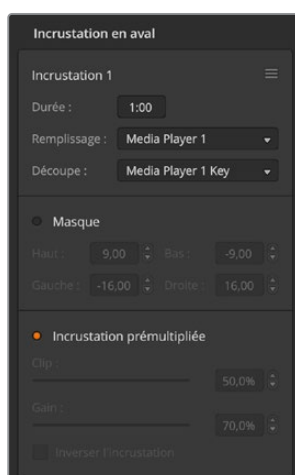 Incrustation en aval
Incrustation 1
Durée : 1:00
Remplissage : Media Player 1
Découpe : Media Player 1 Key
Masque
Haut : 9,00 Bas : -9,00
Gauche : -16,00 Droite : 16,00
Incrustation prémultipliée
Clip :
50,0%
Gain :
70,0%
Inverser l'incrustation